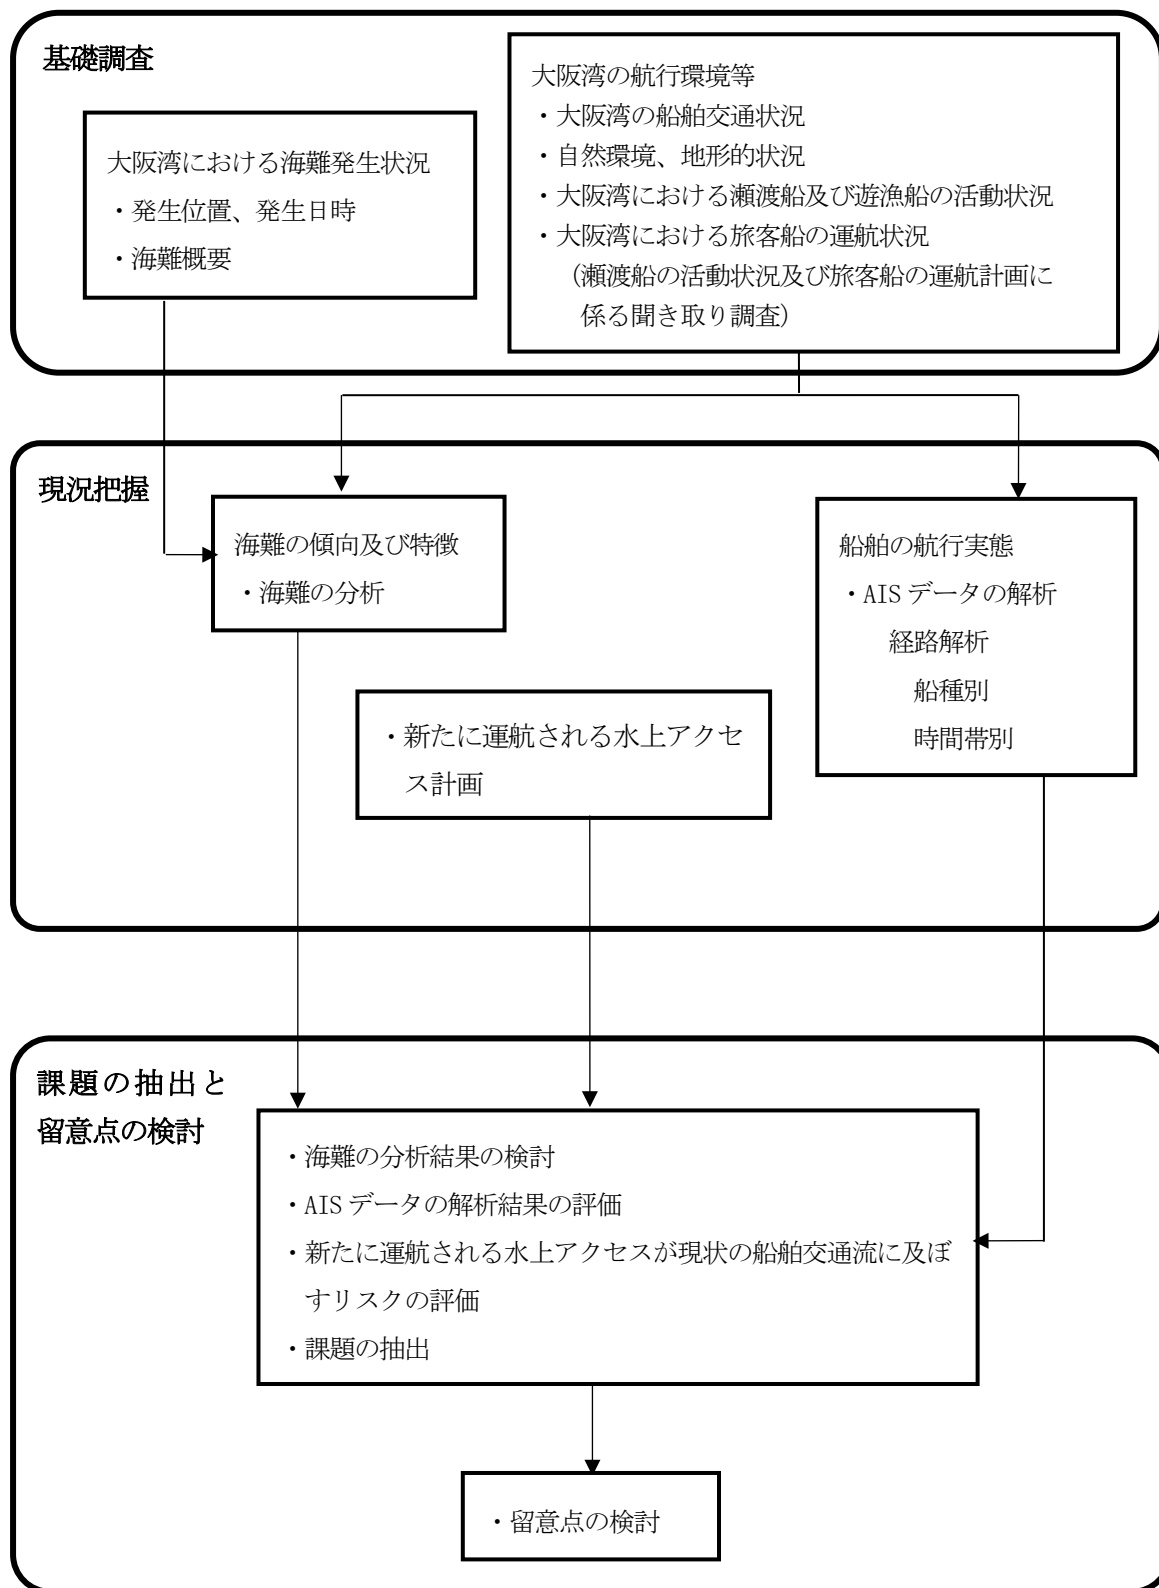 基礎調査
大阪湾における海難発生状況
・発生位置、発生日時
・海難概要
大阪湾の航行環境等
・大阪湾の船舶交通状況
・自然環境、地形的状況
・大阪湾における瀬渡船及び遊漁船の活動状況
・大阪湾における旅客船の運航状況
（瀬渡船の活動状況及び旅客船の運航計画に
係る聞き取り調査）
現況把握
海難の傾向及び特徴
・海難の分析
船舶の航行実態
・AIS データの解析
経路解析
船種別
時間帯別
・新たに運航される水上アクセ
ス計画
課題の抽出と
留意点の検討
・海難の分析結果の検討
・AIS データの解析結果の評価
・新たに運航される水上アクセスが現状の船舶交通流に及ぼ
すリスクの評価
・課題の抽出
・留意点の検討